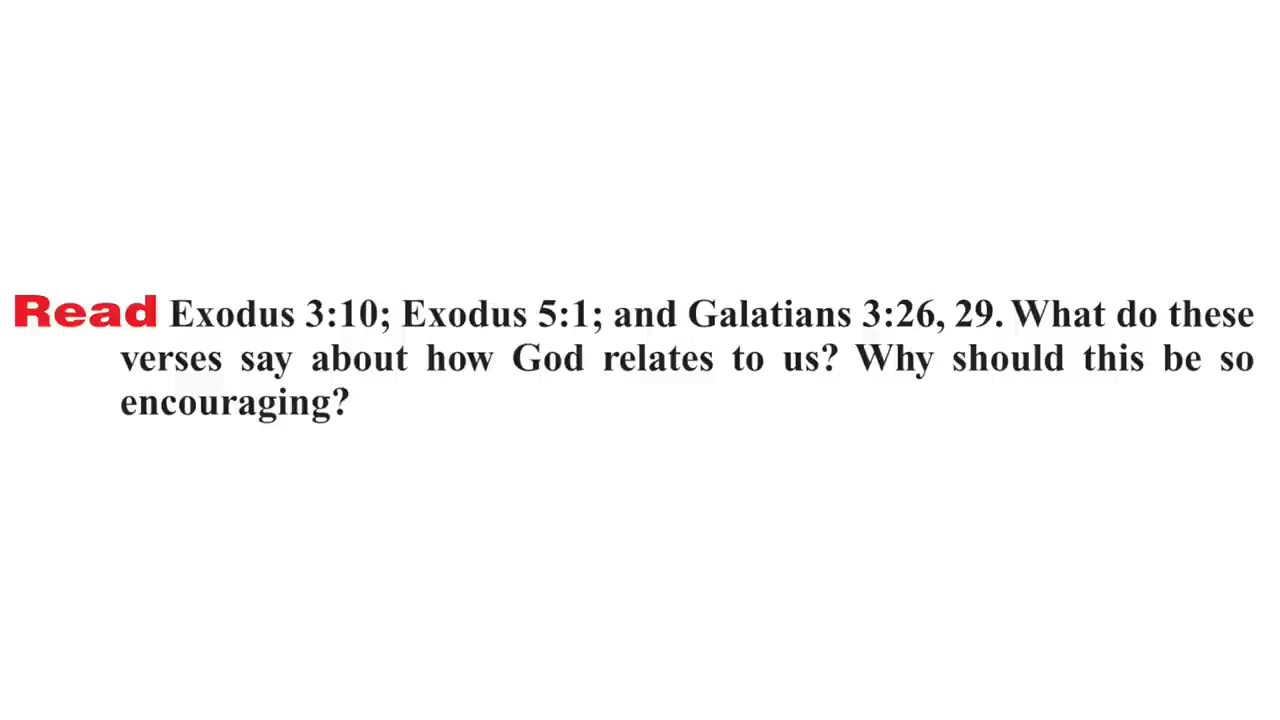 Read Exodus 3:10; Exodus 5:1; and Galatians 3:26, 29. What do these
verses say about how God relates to us? Why should this be so
encouraging?